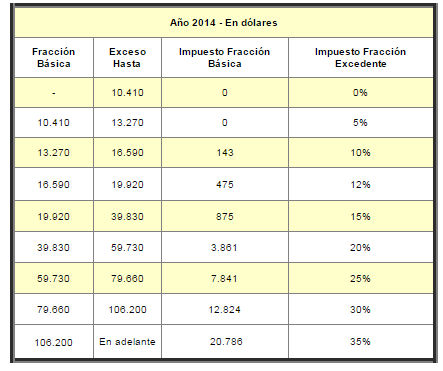 Año 2014 - En dólares
Fracción Básica Exceso Hasta Impuesto Fracción Básica Impuesto Fracción Excedente
- 10.410 0 0%
10.410 13.270 0 5%
13.270 16.590 143 10%
16.590 19.920 475 12%
19.920 39.830 875 15%
39.830 59.730 3.861 20%
59.730 79.660 7.841 25%
79.660 106.200 12.824 30%
106.200 En adelante 20.786 35%